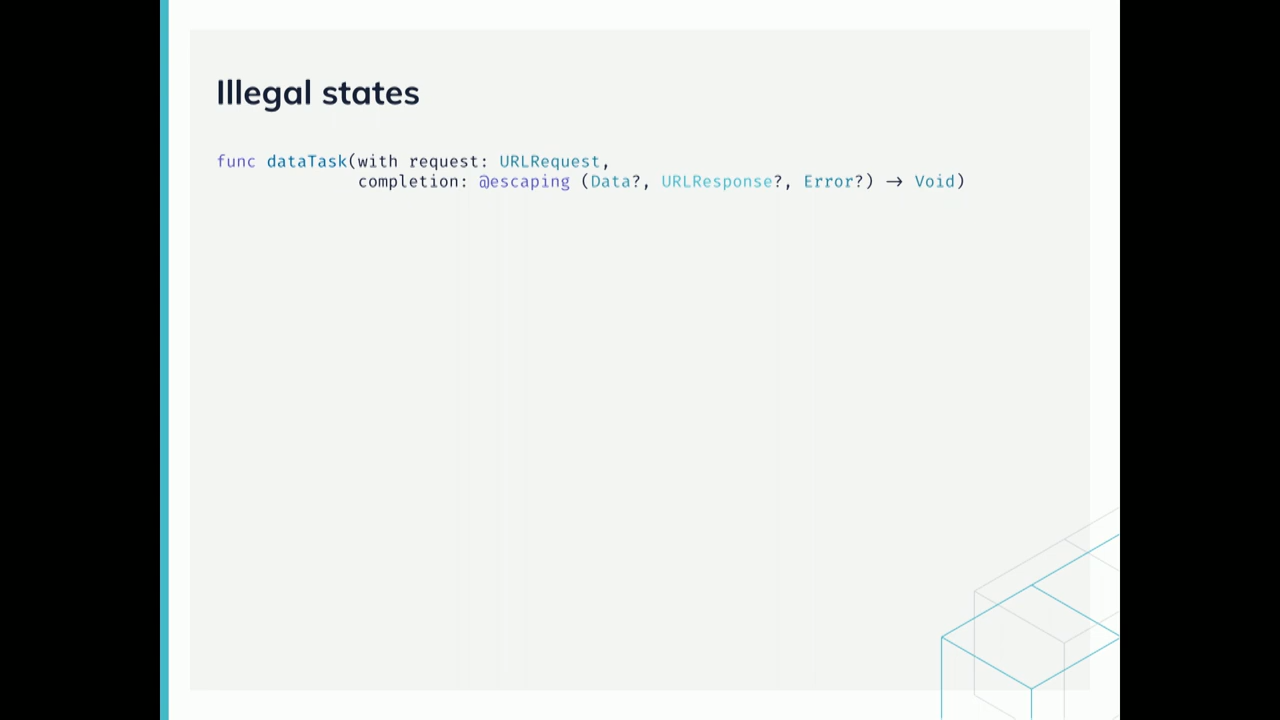 Illegal states
func dataTask(with request: URLRequest,
completion: @escaping (Data?, URLResponse?, Error?) → Void)